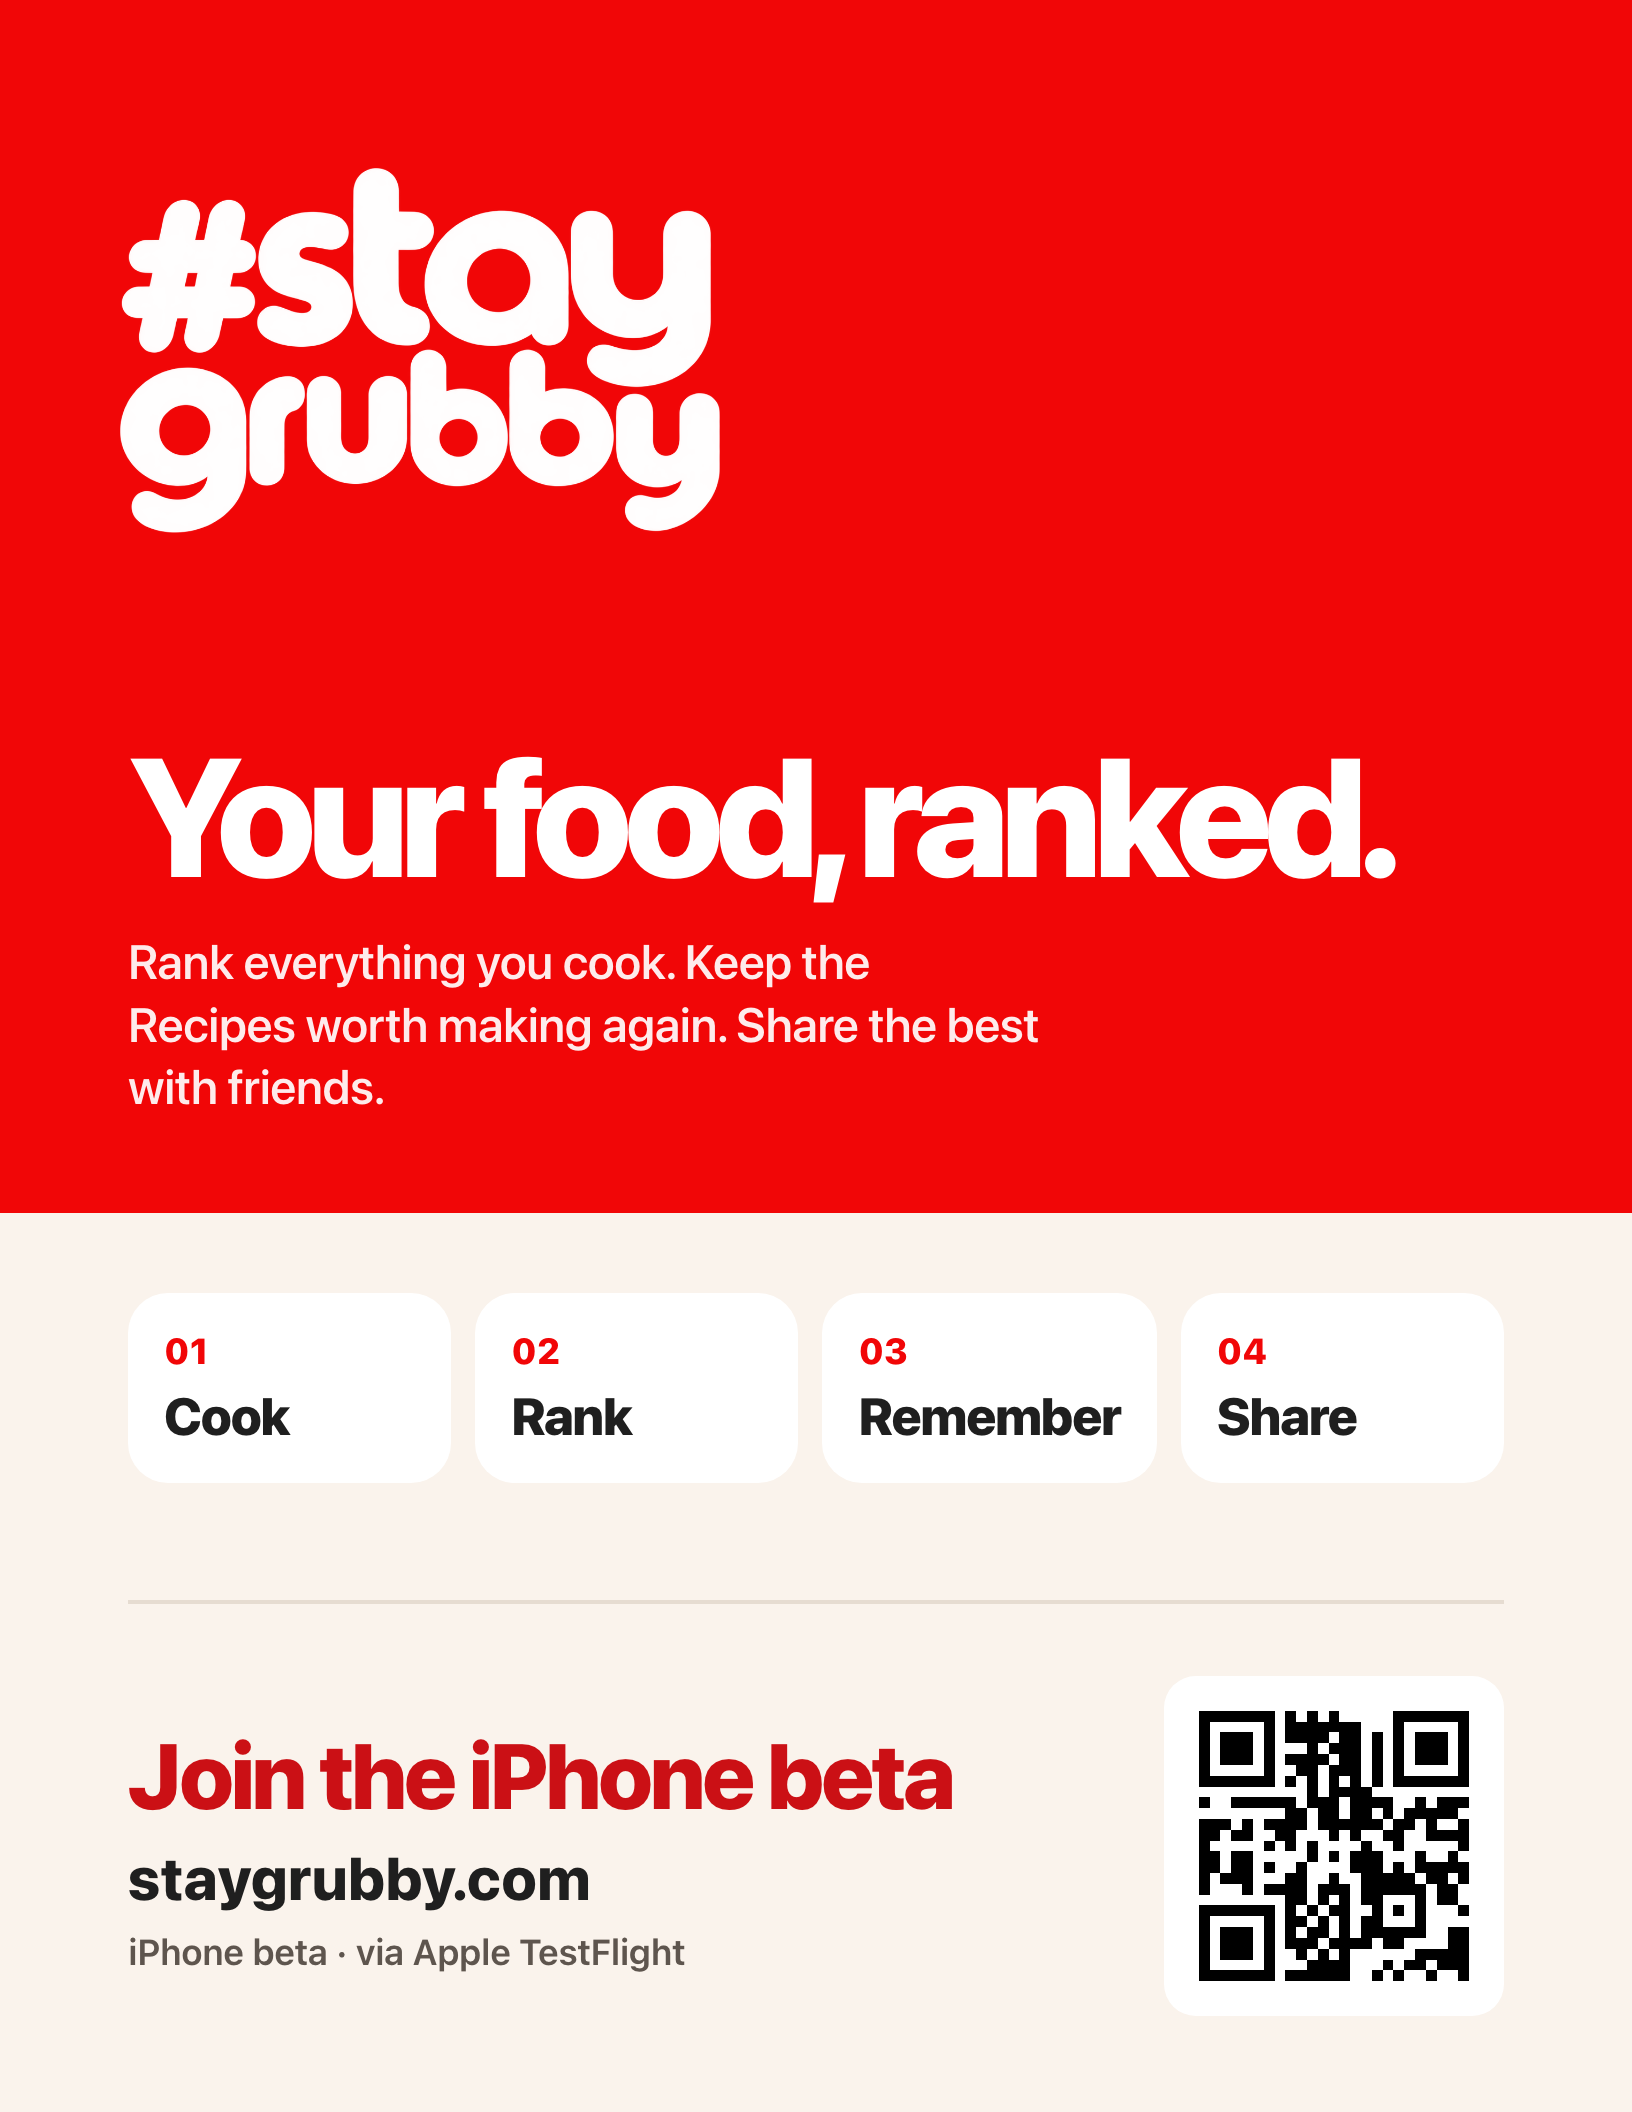 #stay
grubby
Your food, ranked.
Rank everything you cook. Keep the
Recipes worth making again. Share the best
with friends.
01
Cook
02
Rank
03
Remember
04
Share
Join the iPhone beta
staygrubby.com
iPhone beta · via Apple TestFlight